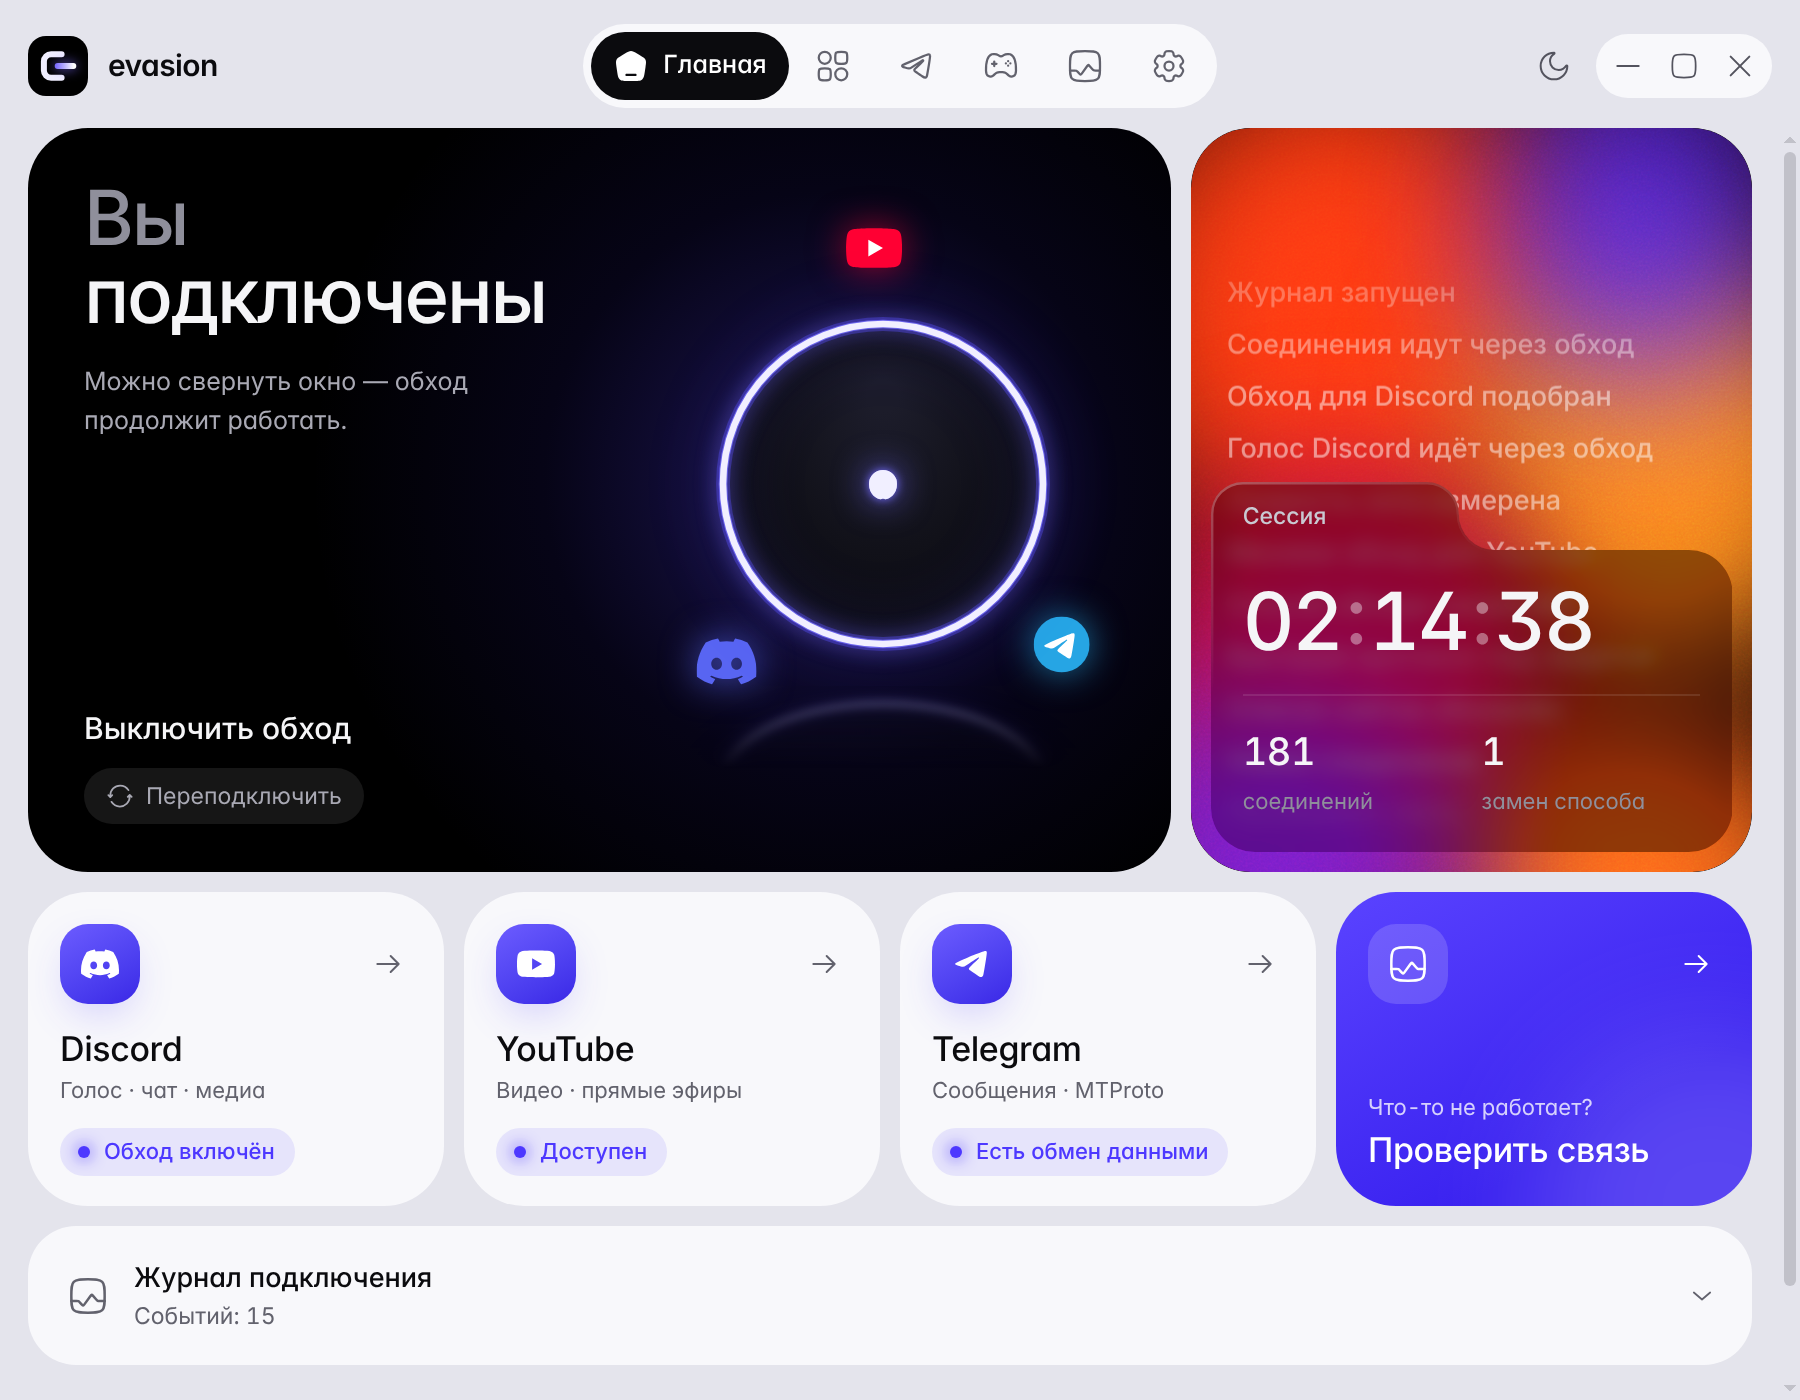 evasion
Главная
Вы
подключены
Можно свернуть окно — обход
продолжит работать.
Выключить обход
Переподключить
Журнал запущен
Соединения идут через обход
Обход для Discord подобран
Голос Discord идёт через обход
YouTube
Сессия
02:14:38
181
соединений
1
замен способа
Discord
Голос · чат · медиа
Обход включён
YouTube
Видео · прямые эфиры
Доступен
Telegram
Сообщения · MTProto
Есть обмен данными
Что-то не работает?
Проверить связь
Журнал подключения
Событий: 15